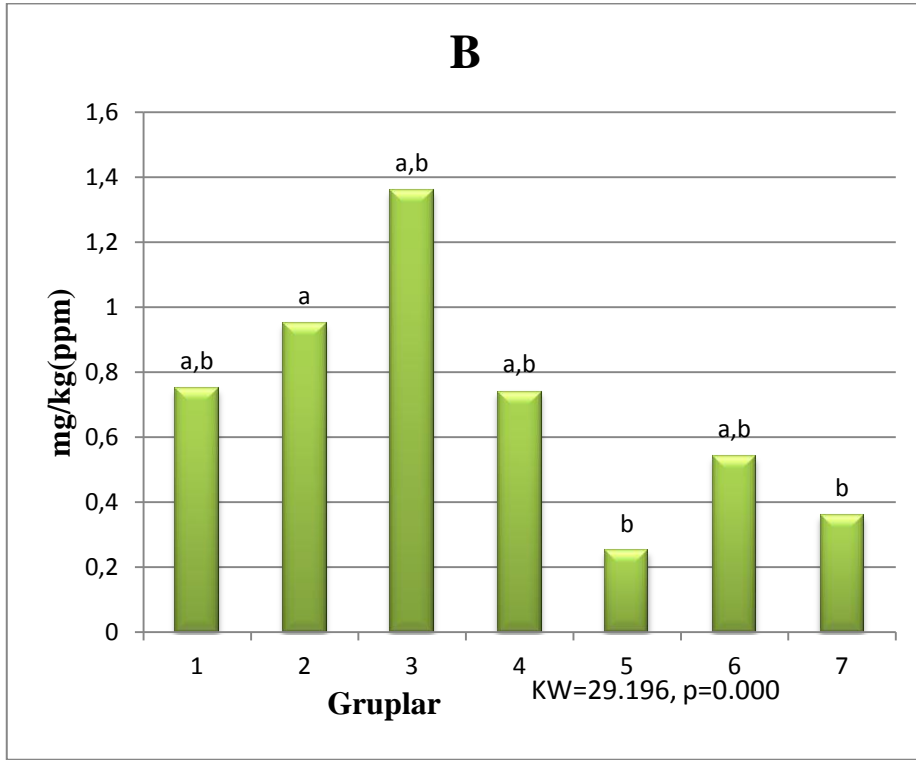 B
mg/kg(ppm)
1,6
1,4
1,2
1
0,8
0,6
0,4
0,2
0
a,b
a
a,b
a,b
b
a,b
b
1 2 3 4 5 6 7
Gruplar
KW=29.196, p=0.000